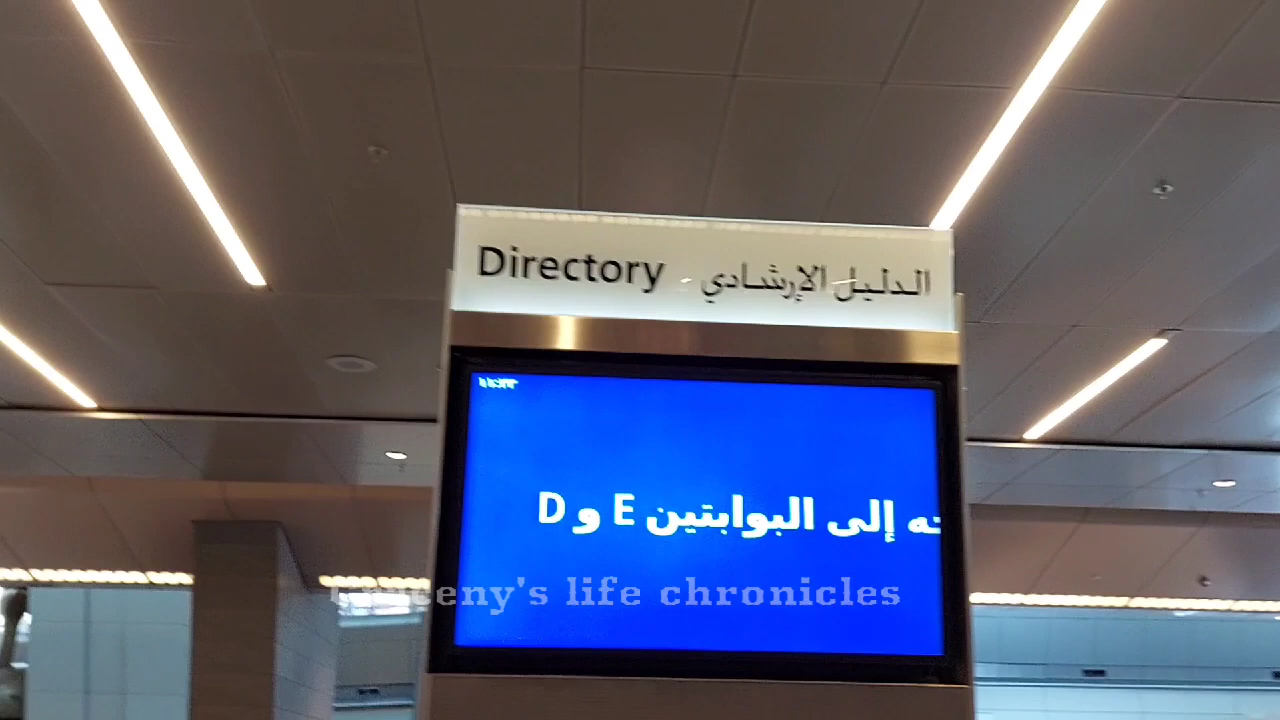 Directory الدليل الإرشادي
إلى البوابتين E و D
life chronicles